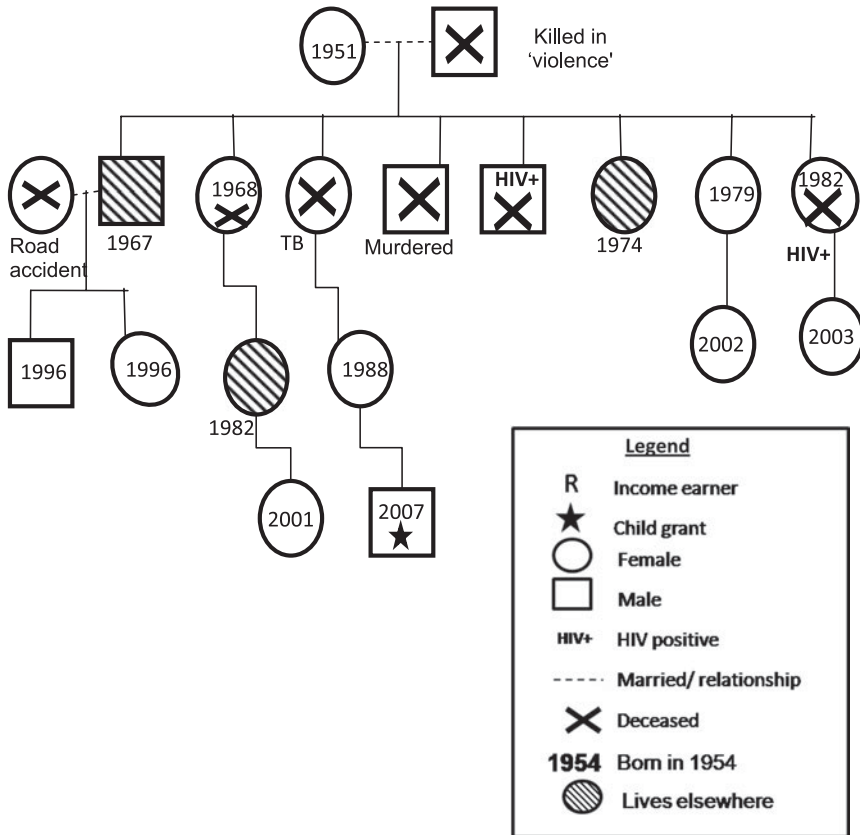 1951
Killed in
‘violence'
1968
HIV+
1979
1982
Road
accident
1967
TB
Murdered
1974
HIV+
1996
1996
1982
1988
2002
2003
2001
2007
Legend
R Income earner
Child grant
Female
Male
HIV+ HIV positive
Married/ relationship
Deceased
1954 Born in 1954
Lives elsewhere